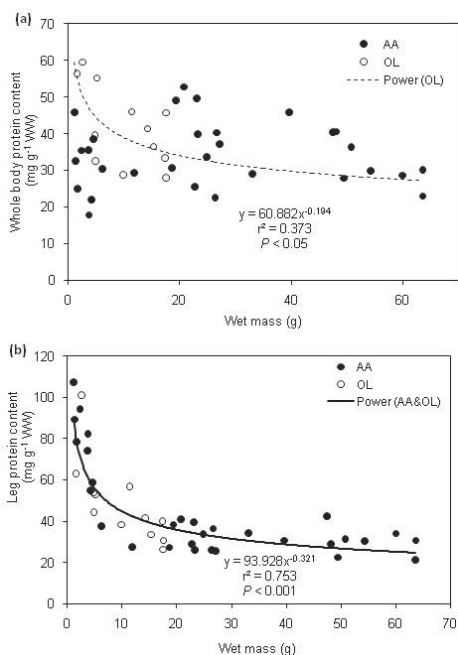 (a)
70
60
50
40
30
20
10
0
Whole body protein content
(mg g⁻¹ WW)
AA
OL
Power (OL)
y = 60.882x⁻⁰·¹⁹⁴
r² = 0.373
P < 0.05
0 10 20 30 40 50 60
Wet mass (g)
(b)
120
100
80
60
40
20
0
Leg protein content
(mg g⁻¹ WW)
AA
OL
Power (AA&OL)
y = 93.928x⁻⁰·³²¹
r² = 0.753
P < 0.001
0 10 20 30 40 50 60 70
Wet mass (g)